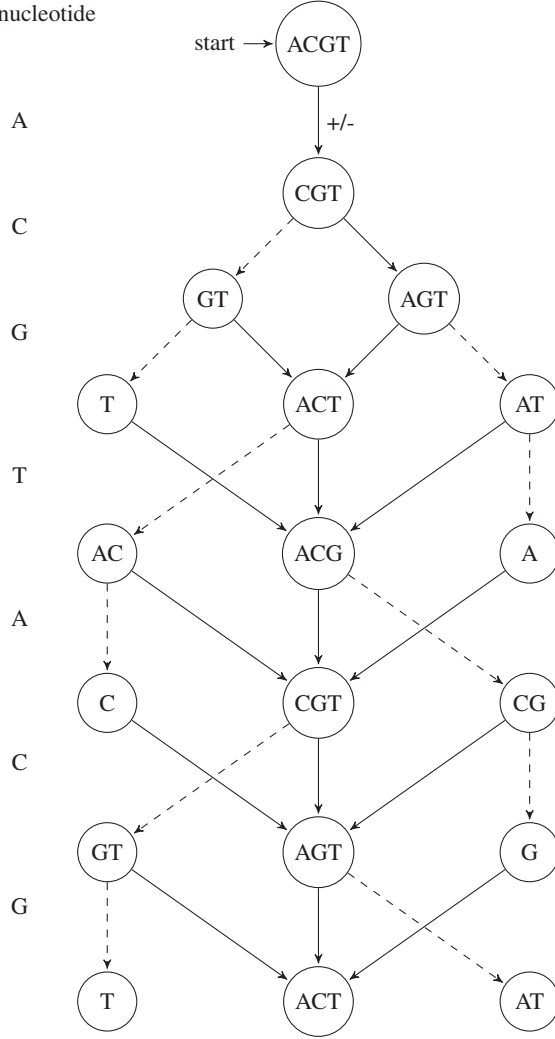 nucleotide
start
ACGT
A
+/-
CGT
C
GT
AGT
G
T
ACT
AT
T
AC
ACG
A
A
C
CGT
CG
C
GT
AGT
G
G
T
ACT
AT